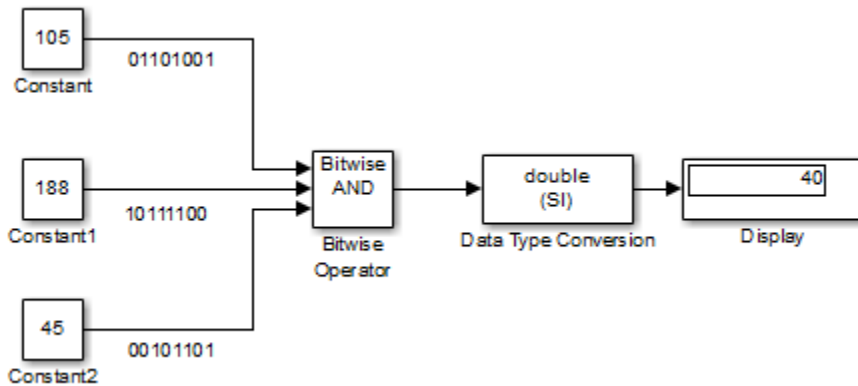 105
01101001
Constant
188
10111100
Constant1
45
00101101
Constant2
Bitwise
AND
Bitwise
Operator
double
(SI)
Data Type Conversion
40
Display